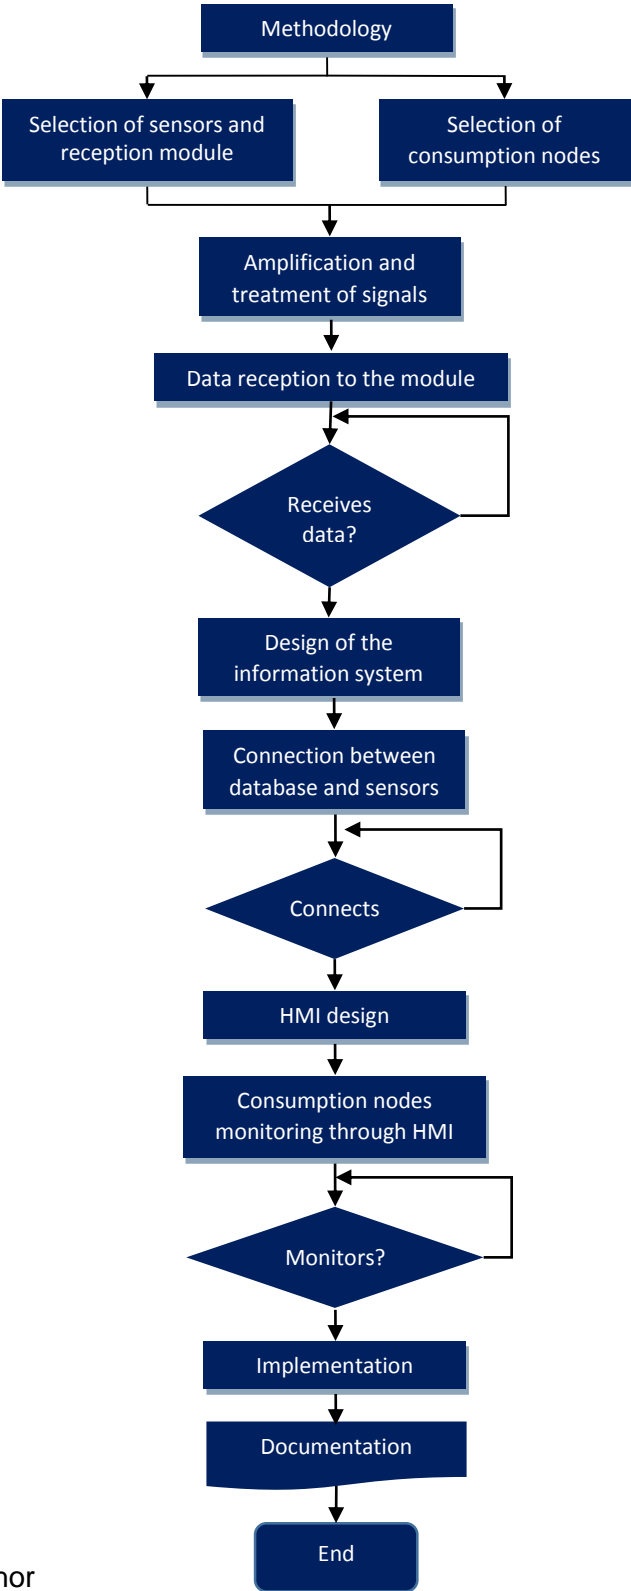 Methodology
Selection of sensors and
reception module
Selection of
consumption nodes
Amplification and
treatment of signals
Data reception to the module
Receives
data?
Design of the
information system
Connection between
database and sensors
Connects
HMI design
Consumption nodes
monitoring through HMI
Monitors?
Implementation
Documentation
End